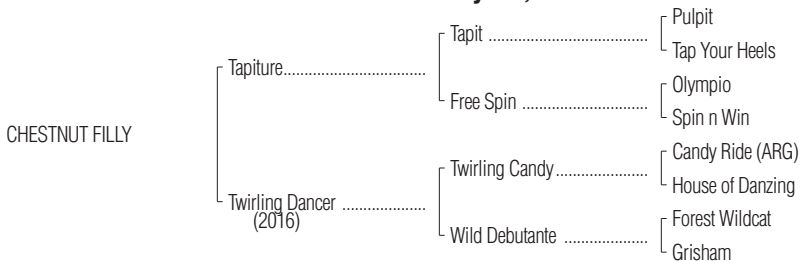 Pulpit
Tapit ........................................
Tap Your Heels
Tapiture...................................
Olympio
Free Spin ...............................
Spin n Win
CHESTNUT FILLY
Candy Ride (ARG)
Twirling Candy.......................
House of Danzing
Twirling Dancer .....................
(2016)
Forest Wildcat
Wild Debutante .....................
Grisham